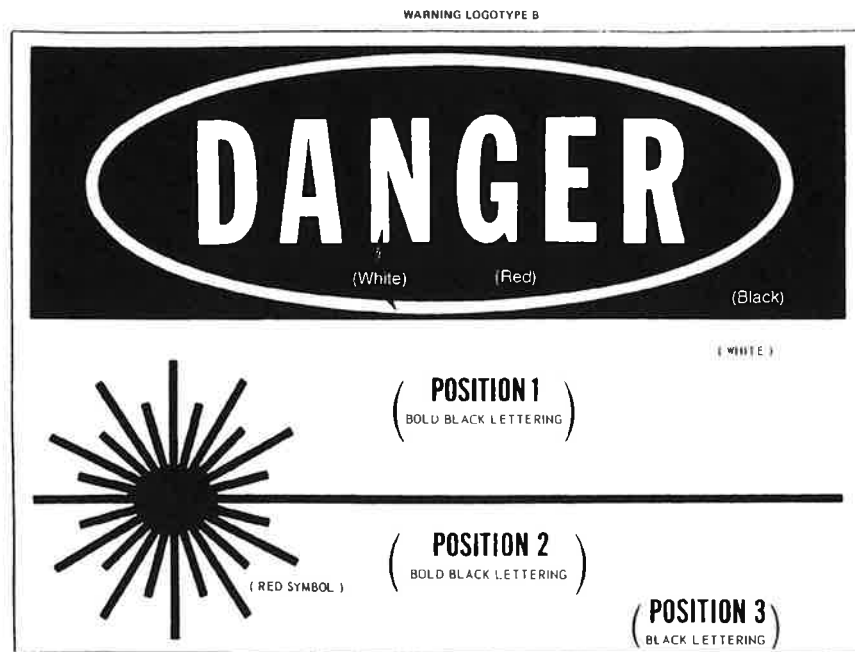 WARNING LOGOTYPE B
DANGER
(White)
(Red)
(Black)
(WHITE)
(POSITION 1
BOLD BLACK LETTERING)
(RED SYMBOL)
(POSITION 2
BOLD BLACK LETTERING)
(POSITION 3
BLACK LETTERING)